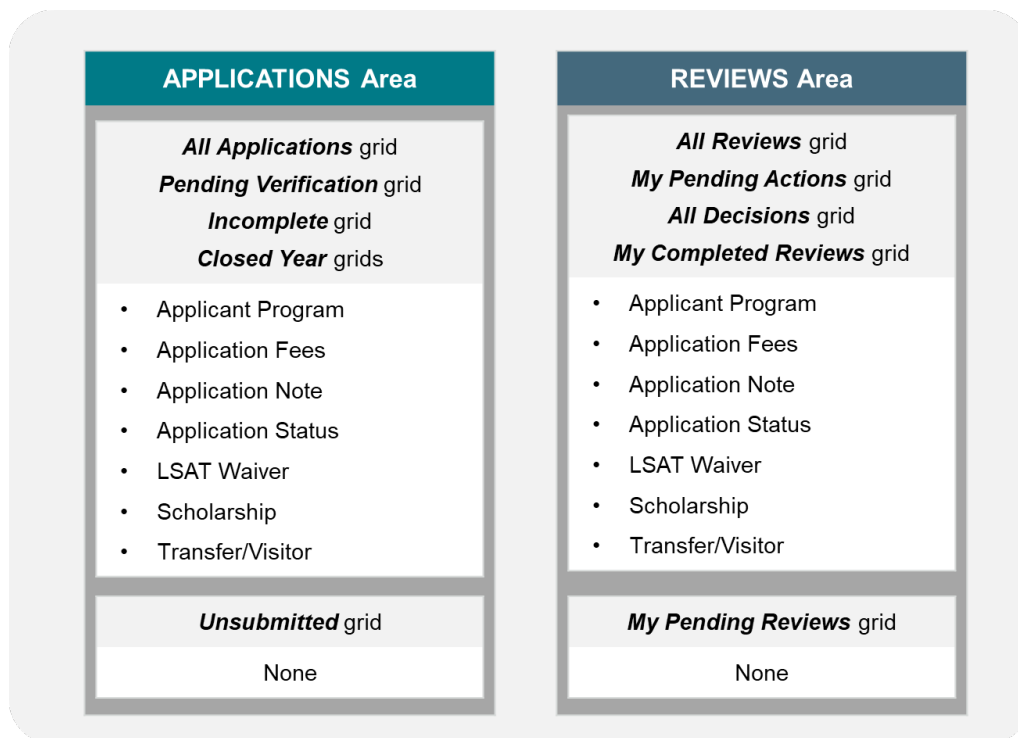 APPLICATIONS Area
All Applications grid
Pending Verification grid
Incomplete grid
Closed Year grids
• Applicant Program
• Application Fees
• Application Note
• Application Status
• LSAT Waiver
• Scholarship
• Transfer/Visitor
Unsubmitted grid
None
REVIEWS Area
All Reviews grid
My Pending Actions grid
All Decisions grid
My Completed Reviews grid
• Applicant Program
• Application Fees
• Application Note
• Application Status
• LSAT Waiver
• Scholarship
• Transfer/Visitor
My Pending Reviews grid
None